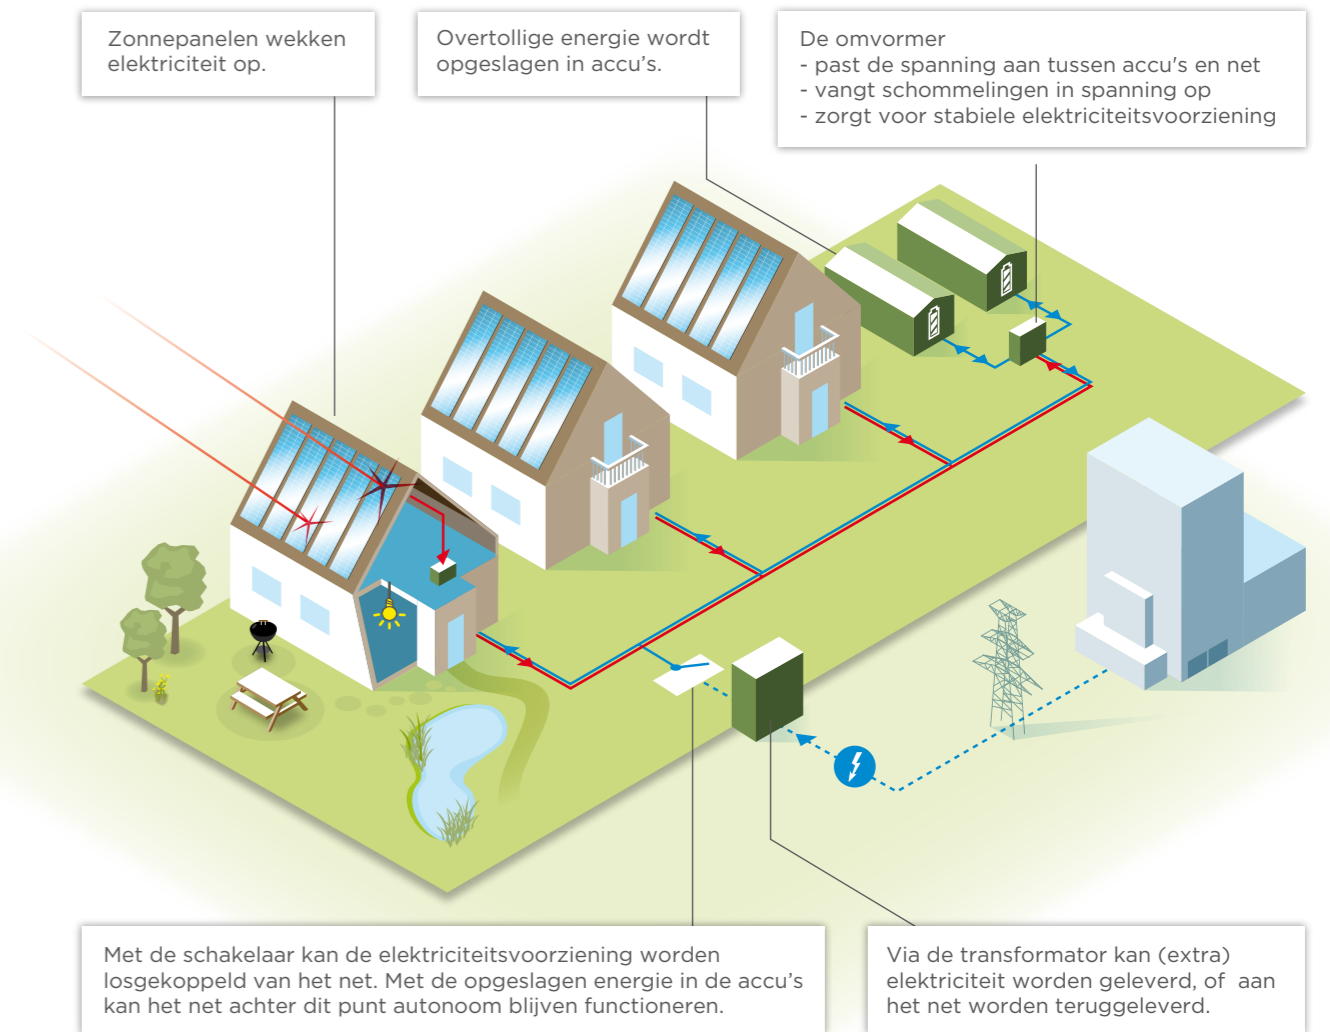 Zonnepanelen wekken
elektriciteit op.
Overtollige energie wordt
opgeslagen in accu’s.
De omvormer
- past de spanning aan tussen accu's en net
- vangt schommelingen in spanning op
- zorgt voor stabiele elektriciteitsvoorziening
Met de schakelaar kan de elektriciteitsvoorziening worden
losgekoppeld van het net. Met de opgeslagen energie in de accu’s
kan het net achter dit punt autonoom blijven functioneren.
Via de transformator kan (extra)
elektriciteit worden geleverd, of  aan
het net worden teruggeleverd.